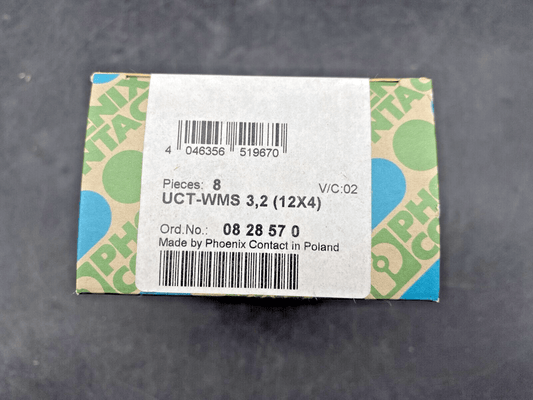 4 046356 519670
Pieces: 8 V/C:02
UCT-WMS 3,2 (12X4)
Ord.No.: 08 28 57 0
Made by Phoenix Contact in Poland